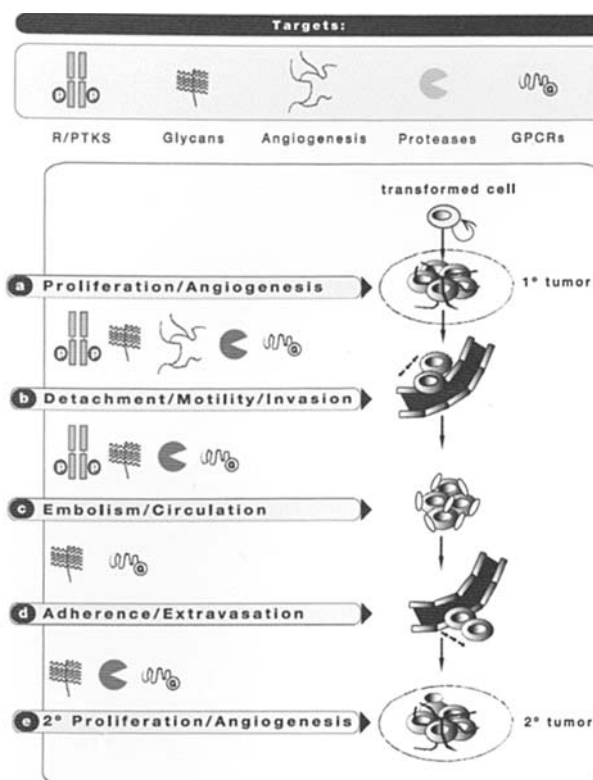 Targets:
R/PTKS Glycans Angiogenesis Proteases GPCRs
transformed cell
a Proliferation/Angiogenesis
1° tumor
P P G
b Detachment/Motility/Invasion
P P G
c Embolism/Circulation
G
d Adherence/Extravasation
G
e 2° Proliferation/Angiogenesis
2° tumor